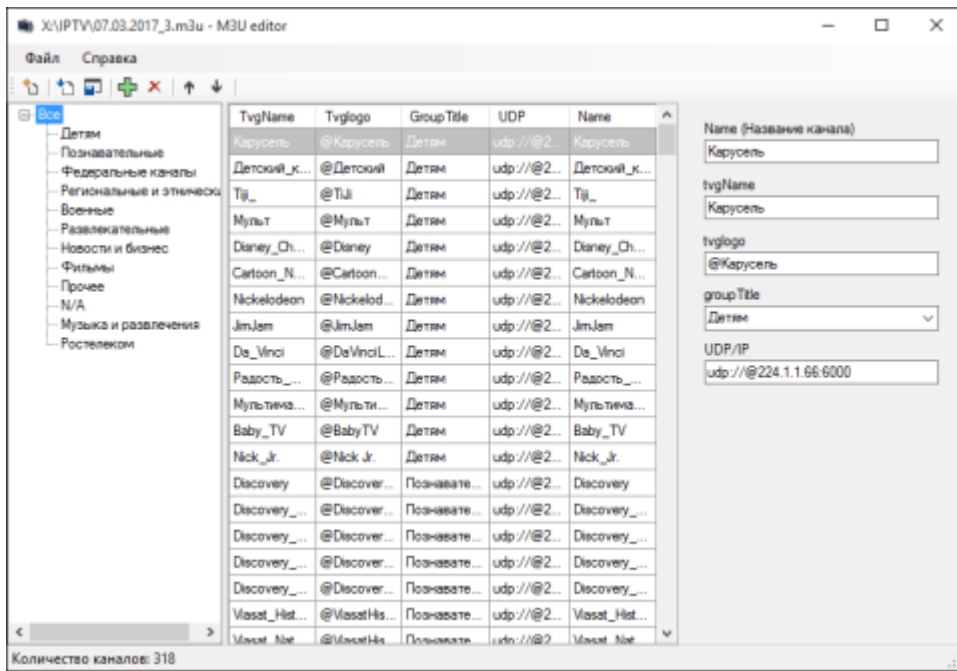 X:\IPTV\07.03.2017_3.m3u - M3U editor
Файл Справка
Все
Детям
Познавательные
Федеральные каналы
Региональные и этнически
Военные
Развлекательные
Новости и бизнес
Фильмы
Прочее
N/A
Музыка и развлечения
Ростелеком
TvgName Tvglogo GroupTitle UDP Name
Карусель @Карусель Детям udp://@2... Карусель
Детский_к... @Детский Детям udp://@2... Детский_к...
Tiji_ @TiJi Детям udp://@2... Tiji_
Мульт @Мульт Детям udp://@2... Мульт
Disney_Ch... @Disney Детям udp://@2... Disney_Ch...
Cartoon_N... @Cartoon... Детям udp://@2... Cartoon_N...
Nickelodeon @Nickelod... Детям udp://@2... Nickelodeon
JimJam @JimJam Детям udp://@2... JimJam
Da_Vinci @DaVinciL... Детям udp://@2... Da_Vinci
Радость_... @Радость... Детям udp://@2... Радость_...
Мультима... @Мульти... Детям udp://@2... Мультима...
Baby_TV @BabyTV Детям udp://@2... Baby_TV
Nick_Jr. @Nick Jr. Детям udp://@2... Nick_Jr.
Discovery @Discover... Познавате... udp://@2... Discovery
Discovery_... @Discover... Познавате... udp://@2... Discovery_...
Discovery_... @Discover... Познавате... udp://@2... Discovery_...
Discovery_... @Discover... Познавате... udp://@2... Discovery_...
Discovery_... @Discover... Познавате... udp://@2... Discovery_...
Viasat_Hist... @ViasatHis... Познавате... udp://@2... Viasat_Hist...
Viasat_Nat... @ViasatHis... Познавате... udp://@2... Viasat_Nat...
Name (Название канала)
Карусель
tvgName
Карусель
tvglogo
@Карусель
groupTitle
Детям
UDP/IP
udp://@224.1.1.66:6000
Количество каналов: 318